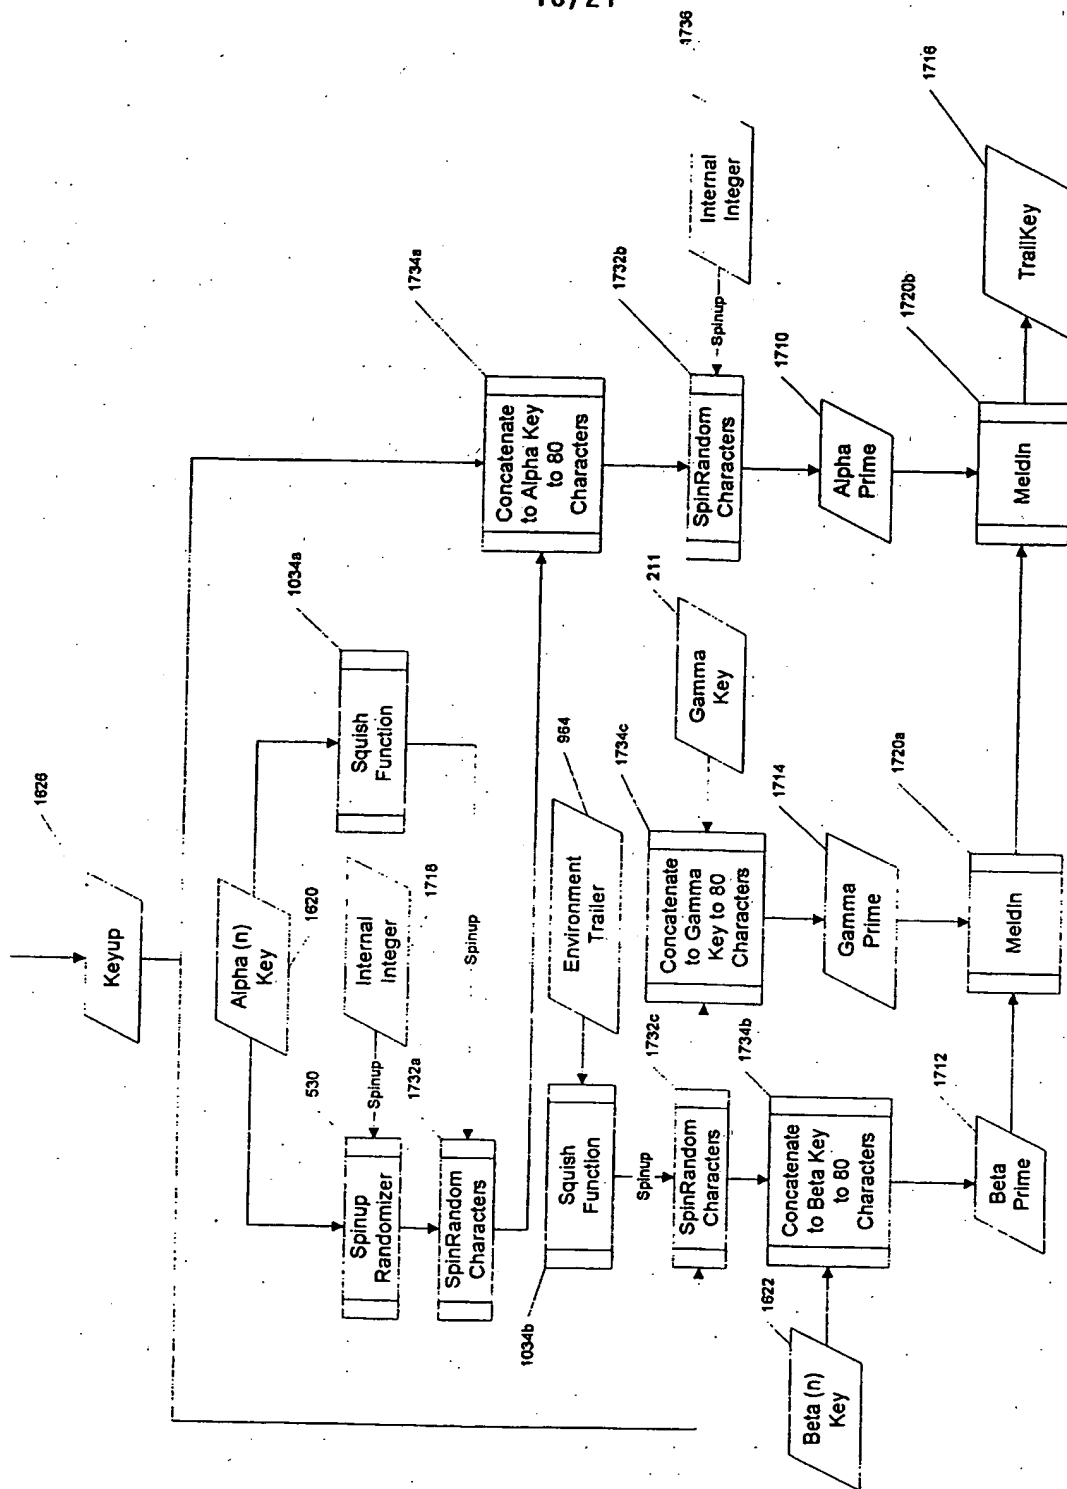 1626
Keyup
Alpha (n)
Key
1620
1034a
Squish
Function
Internal
Integer
1718
530
Spinup
Spinup
Randomizer
1732a
Spinup
SpinRandom
Characters
1734a
Concatenate
to Alpha Key
to 80
Characters
1736
Internal
Integer
Spinup
1732b
SpinRandom
Characters
1710
Alpha
Prime
964
Environment
Trailer
1034b
Squish
Function
Spinup
1732c
SpinRandom
Characters
211
Gamma
Key
1734c
Concatenate
to Gamma
Key to 80
Characters
1714
Gamma
Prime
1734b
Concatenate
to Beta Key
to 80
Characters
1622
Beta (n)
Key
1712
Beta
Prime
1720a
MeldIn
1720b
MeldIn
1716
TrailKey